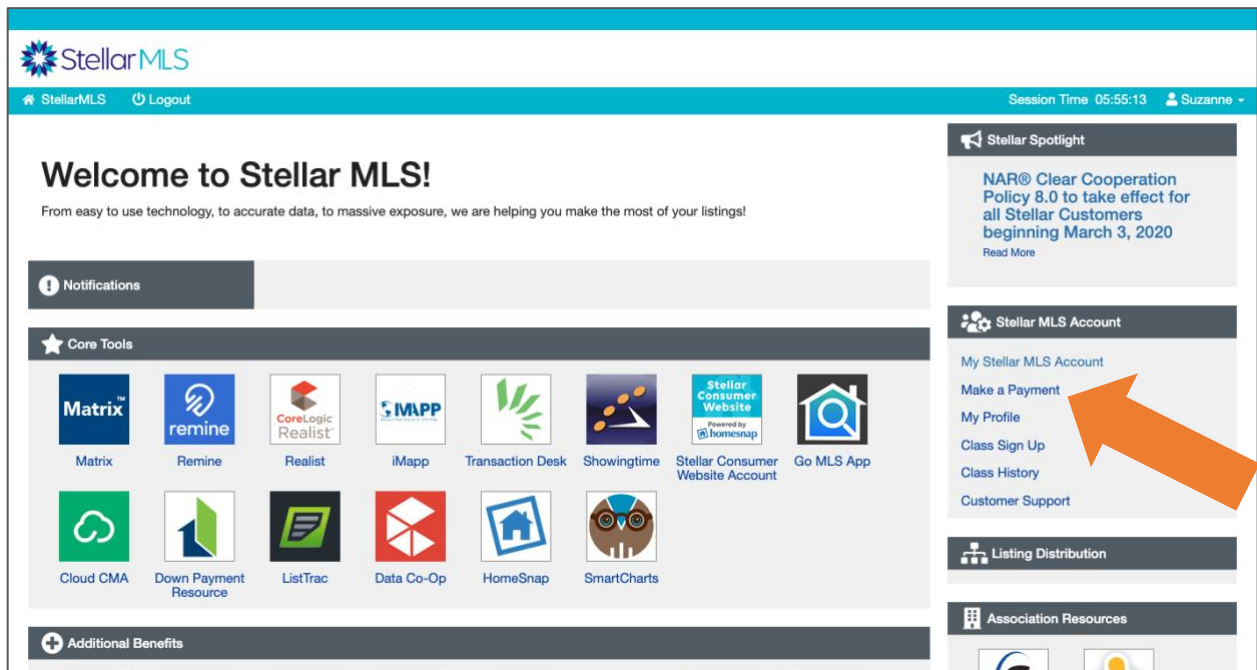 StellarMLS
StellarMLS
Logout
Session Time 05:55:13
Suzanne
Welcome to Stellar MLS!
From easy to use technology, to accurate data, to massive exposure, we are helping you make the most of your listings!
Notifications
Core Tools
Matrix™
remine
CoreLogic
Realist®
iMAPP
Stellar
Consumer
Website
Powered by
homesnap
Matrix
Remine
Realist
iMapp
Transaction Desk
Showingtime
Stellar Consumer
Website Account
Go MLS App
Cloud CMA
Down Payment
Resource
ListTrac
Data Co-Op
HomeSnap
SmartCharts
Additional Benefits
Stellar Spotlight
NAR® Clear Cooperation
Policy 8.0 to take effect for
all Stellar Customers
beginning March 3, 2020
Read More
Stellar MLS Account
My Stellar MLS Account
Make a Payment
My Profile
Class Sign Up
Class History
Customer Support
Listing Distribution
Association Resources